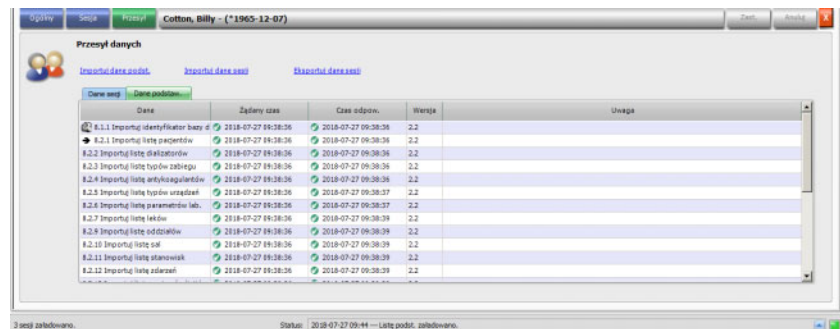 Ogólny Sesja Przesył Cotton, Billy - (*1965-12-07) Zast. Anuluj X
Przesył danych
Importuj dane podst. Importuj dane sesji Eksportuj dane sesji
Dane sesji Dane podstaw...
Dane Żądany czas Czas odpow. Wersja Uwaga
8.1.1 Importuj identyfikator bazy d 2018-07-27 09:38:36 2018-07-27 09:38:36 2.2
8.2.1 Importuj listę pacjentów 2018-07-27 09:38:36 2018-07-27 09:38:36 2.2
8.2.2 Importuj listę dializatorów 2018-07-27 09:38:36 2018-07-27 09:38:36 2.2
8.2.3 Importuj listę typów zabiegu 2018-07-27 09:38:36 2018-07-27 09:38:36 2.2
8.2.4 Importuj listę antykoagulantów 2018-07-27 09:38:36 2018-07-27 09:38:36 2.2
8.2.5 Importuj listę typów urządzeń 2018-07-27 09:38:36 2018-07-27 09:38:37 2.2
8.2.6 Importuj listę parametrów lab. 2018-07-27 09:38:36 2018-07-27 09:38:37 2.2
8.2.7 Importuj listę leków 2018-07-27 09:38:36 2018-07-27 09:38:39 2.2
8.2.9 Importuj listę oddziałów 2018-07-27 09:38:36 2018-07-27 09:38:39 2.2
8.2.10 Importuj listę sal 2018-07-27 09:38:36 2018-07-27 09:38:39 2.2
8.2.11 Importuj listę stanowisk 2018-07-27 09:38:36 2018-07-27 09:38:39 2.2
8.2.12 Importuj listę zdarzeń 2018-07-27 09:38:36 2018-07-27 09:38:39 2.2
3 sesji załadowano. Status: 2018-07-27 09:44 --- Listę podst. załadowano.